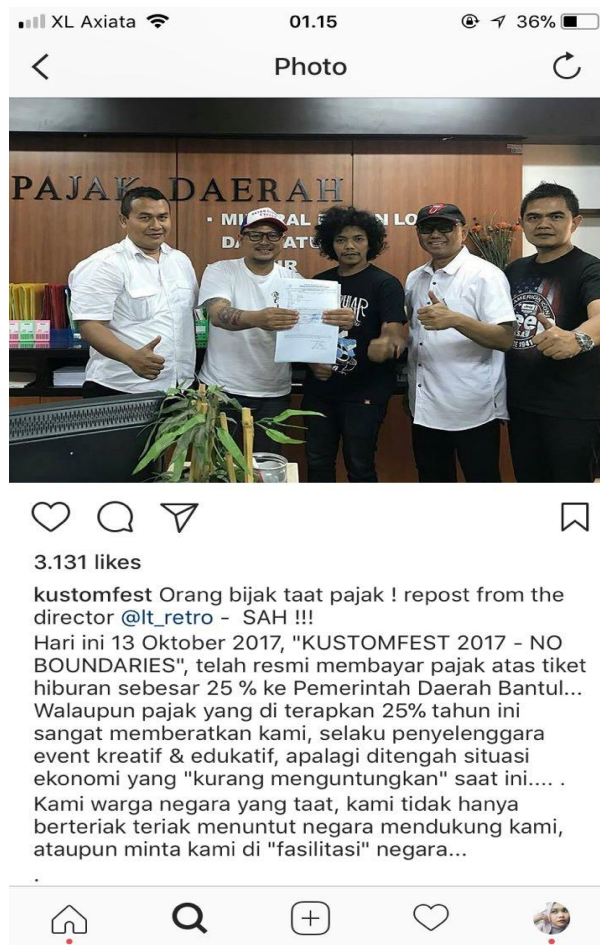 XL Axiata 01.15 36%
Photo
PAJAK DAERAH
3.131 likes
kustomfest Orang bijak taat pajak ! repost from the
director @lt_retro - SAH !!!
Hari ini 13 Oktober 2017, "KUSTOMFEST 2017 - NO
BOUNDARIES", telah resmi membayar pajak atas tiket
hiburan sebesar 25 % ke Pemerintah Daerah Bantul...
Walaupun pajak yang di terapkan 25% tahun ini
sangat memberatkan kami, selaku penyelenggara
event kreatif & edukatif, apalagi ditengah situasi
ekonomi yang "kurang menguntungkan" saat ini.... .
Kami warga negara yang taat, kami tidak hanya
berteriak teriak menuntut negara mendukung kami,
ataupun minta kami di "fasilitasi" negara...
.